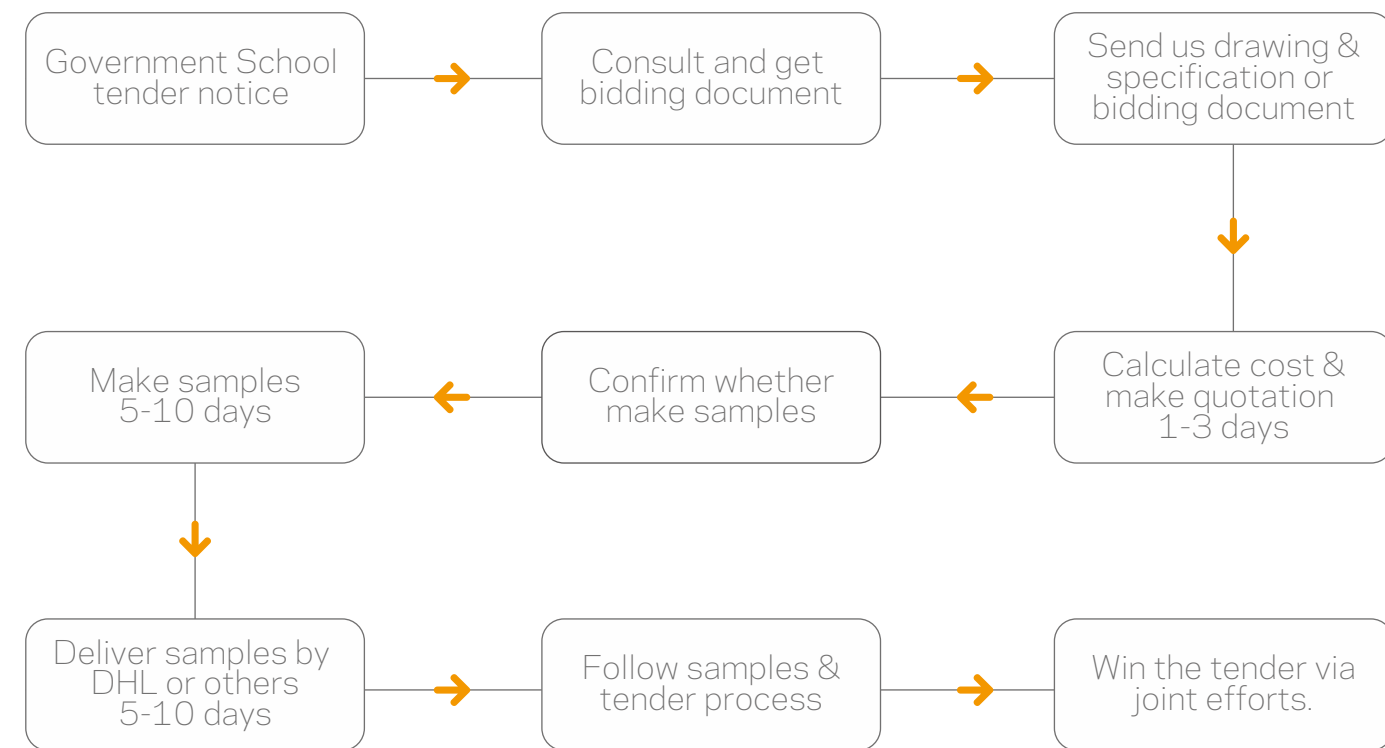 Government School
tender notice
Consult and get
bidding document
Send us drawing &
specification or
bidding document
Calculate cost &
make quotation
1-3 days
Confirm whether
make samples
Make samples
5-10 days
Deliver samples by
DHL or others
5-10 days
Follow samples &
tender process
Win the tender via
joint efforts.